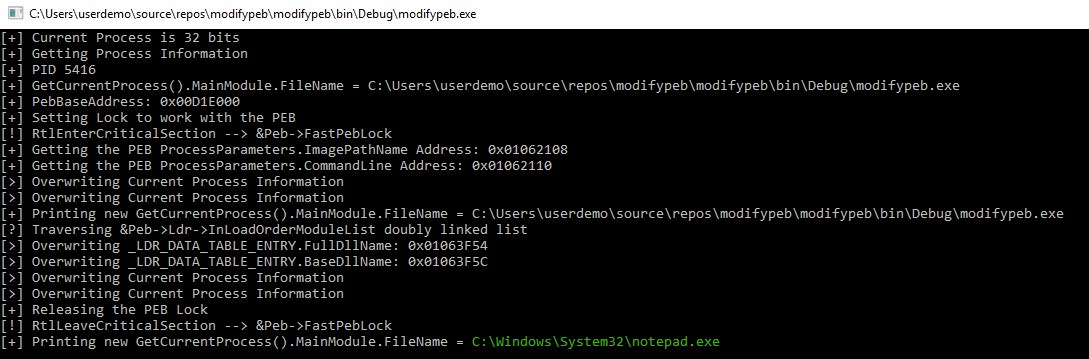 C:\Users\userdemo\source\repos\modifypeb\modifypeb\bin\Debug\modifypeb.exe
[+] Current Process is 32 bits
[+] Getting Process Information
[+] PID 5416
[+] GetCurrentProcess().MainModule.FileName = C:\Users\userdemo\source\repos\modifypeb\modifypeb\bin\Debug\modifypeb.exe
[+] PebBaseAddress: 0x00D1E000
[+] Setting Lock to work with the PEB
[!] RtlEnterCriticalSection --> &Peb->FastPebLock
[+] Getting the PEB ProcessParameters.ImagePathName Address: 0x01062108
[+] Getting the PEB ProcessParameters.CommandLine Address: 0x01062110
[>] Overwriting Current Process Information
[>] Overwriting Current Process Information
[+] Printing new GetCurrentProcess().MainModule.FileName = C:\Users\userdemo\source\repos\modifypeb\modifypeb\bin\Debug\modifypeb.exe
[?] Traversing &Peb->Ldr->InLoadOrderModuleList doubly linked list
[>] Overwriting _LDR_DATA_TABLE_ENTRY.FullDllName: 0x01063F54
[>] Overwriting _LDR_DATA_TABLE_ENTRY.BaseDllName: 0x01063F5C
[>] Overwriting Current Process Information
[>] Overwriting Current Process Information
[+] Releasing the PEB Lock
[!] RtlLeaveCriticalSection --> &Peb->FastPebLock
[+] Printing new GetCurrentProcess().MainModule.FileName = C:\Windows\System32\notepad.exe